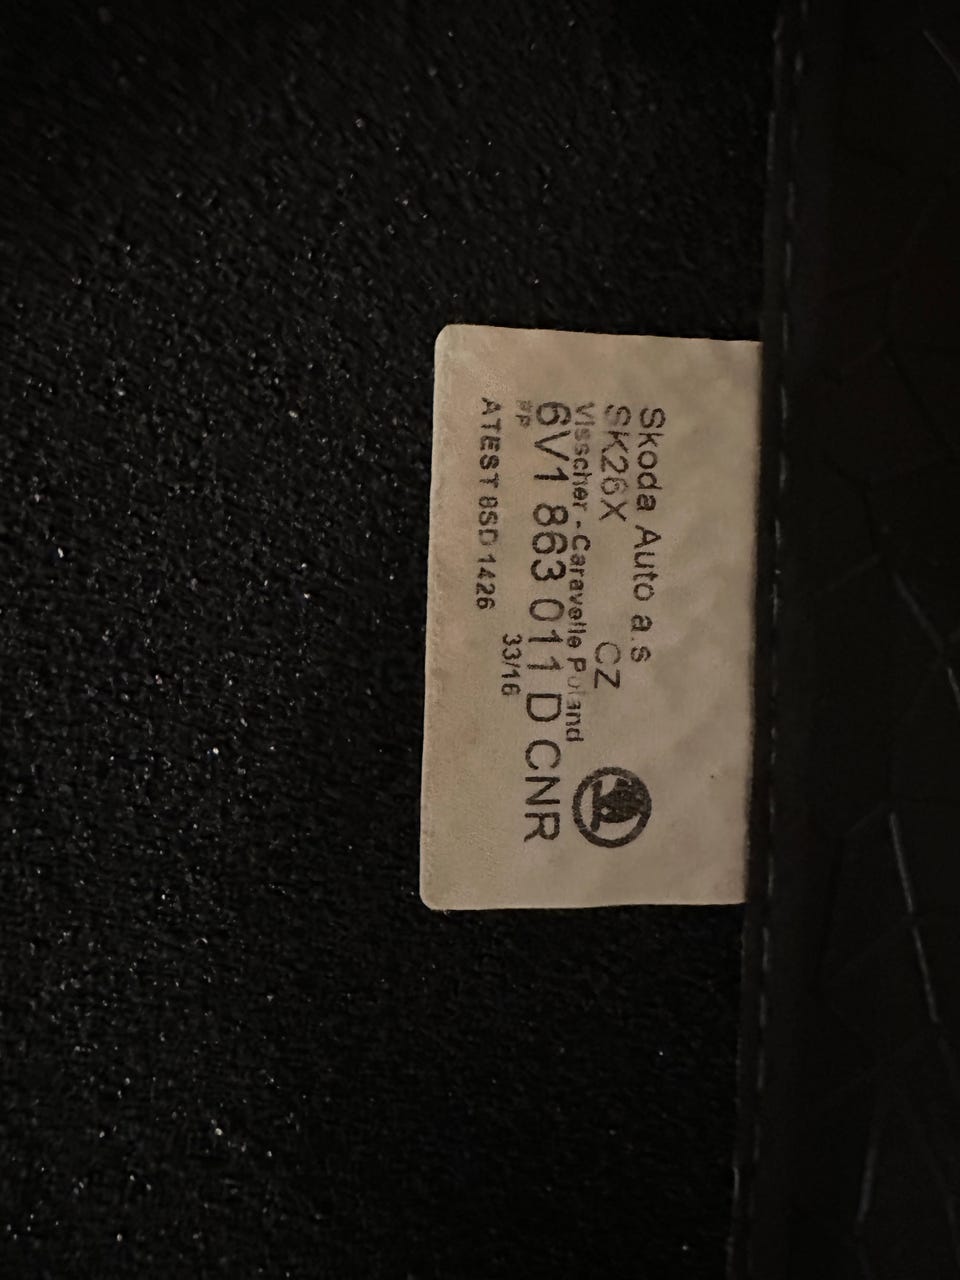 Skoda Auto a.s
SK26X CZ
Visscher-Caravelle Poland
6V1 863 011 D CNR
PP 33/16
ATEST 8SD 1426